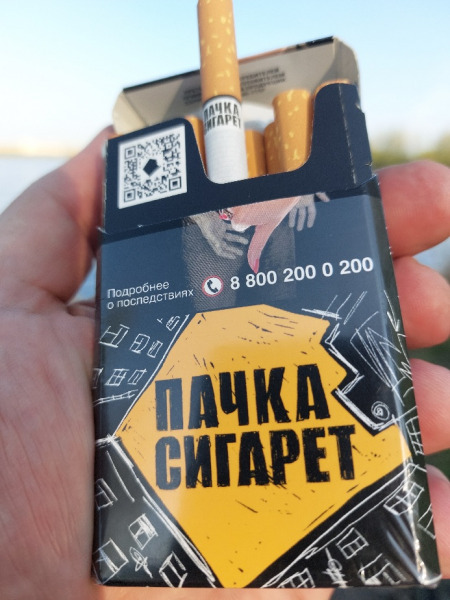 ПАЧКА
СИГАРЕТ
Подробнее
о последствиях
8 800 200 0 200
ПАЧКА
СИГАРЕТ